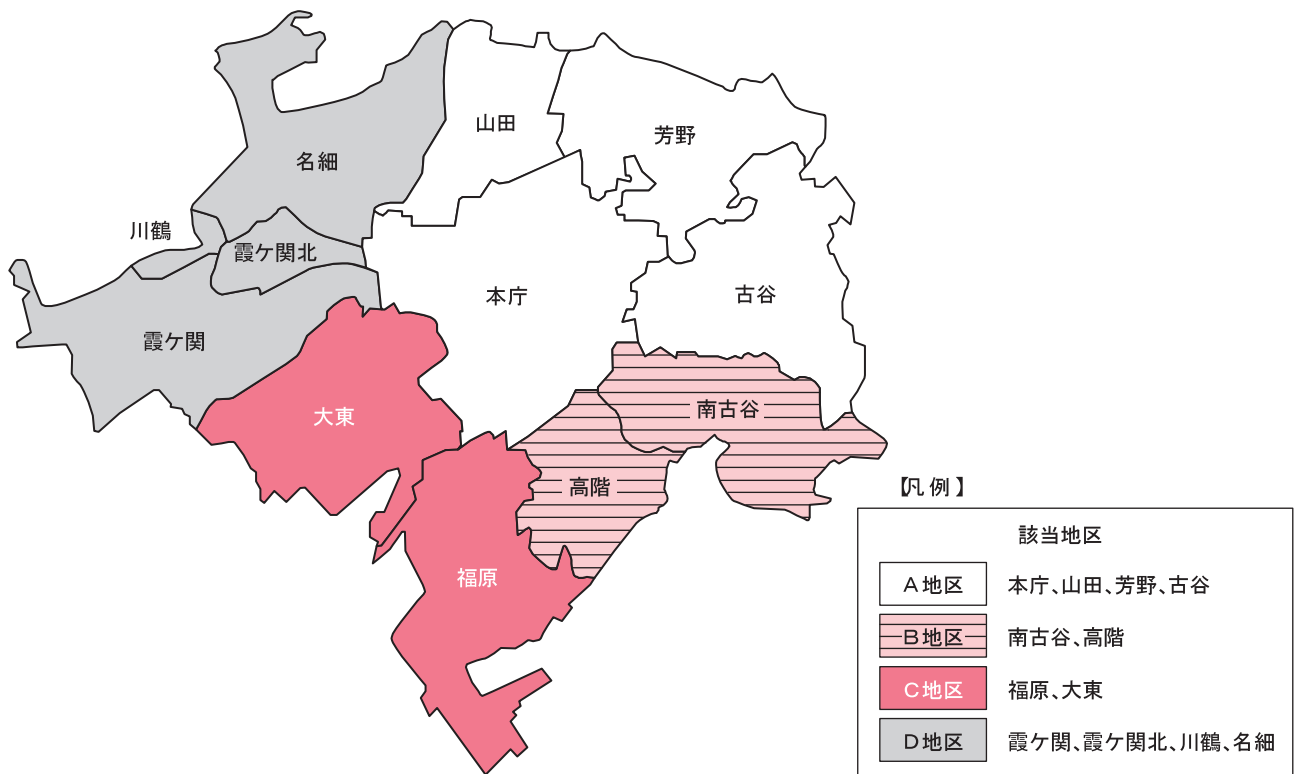 山田
芳野
名細
川鶴
霞ケ関北
本庁
古谷
霞ケ関
大東
南古谷
高階
福原
【凡例】
該当地区
A地区 本庁、山田、芳野、古谷
B地区 南古谷、高階
C地区 福原、大東
D地区 霞ケ関、霞ケ関北、川鶴、名細